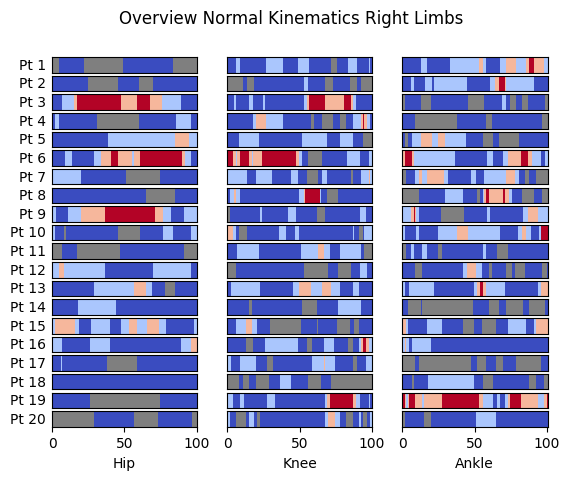 Overview Normal Kinematics Right Limbs
Pt 1
Pt 2
Pt 3
Pt 4
Pt 5
Pt 6
Pt 7
Pt 8
Pt 9
Pt 10
Pt 11
Pt 12
Pt 13
Pt 14
Pt 15
Pt 16
Pt 17
Pt 18
Pt 19
Pt 20
0 50 100 0 50 100 0 50 100
Hip Knee Ankle